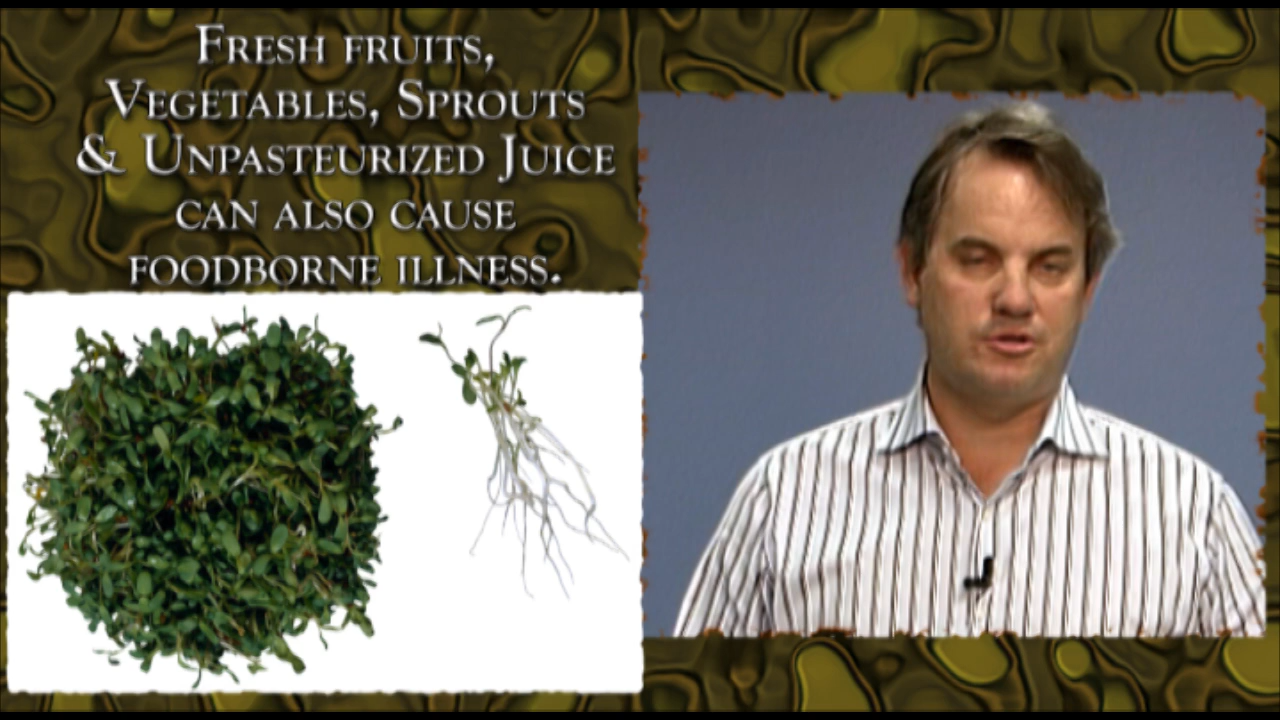 Fresh fruits,
Vegetables, Sprouts
& Unpasteurized Juice
can also cause
foodborne illness.